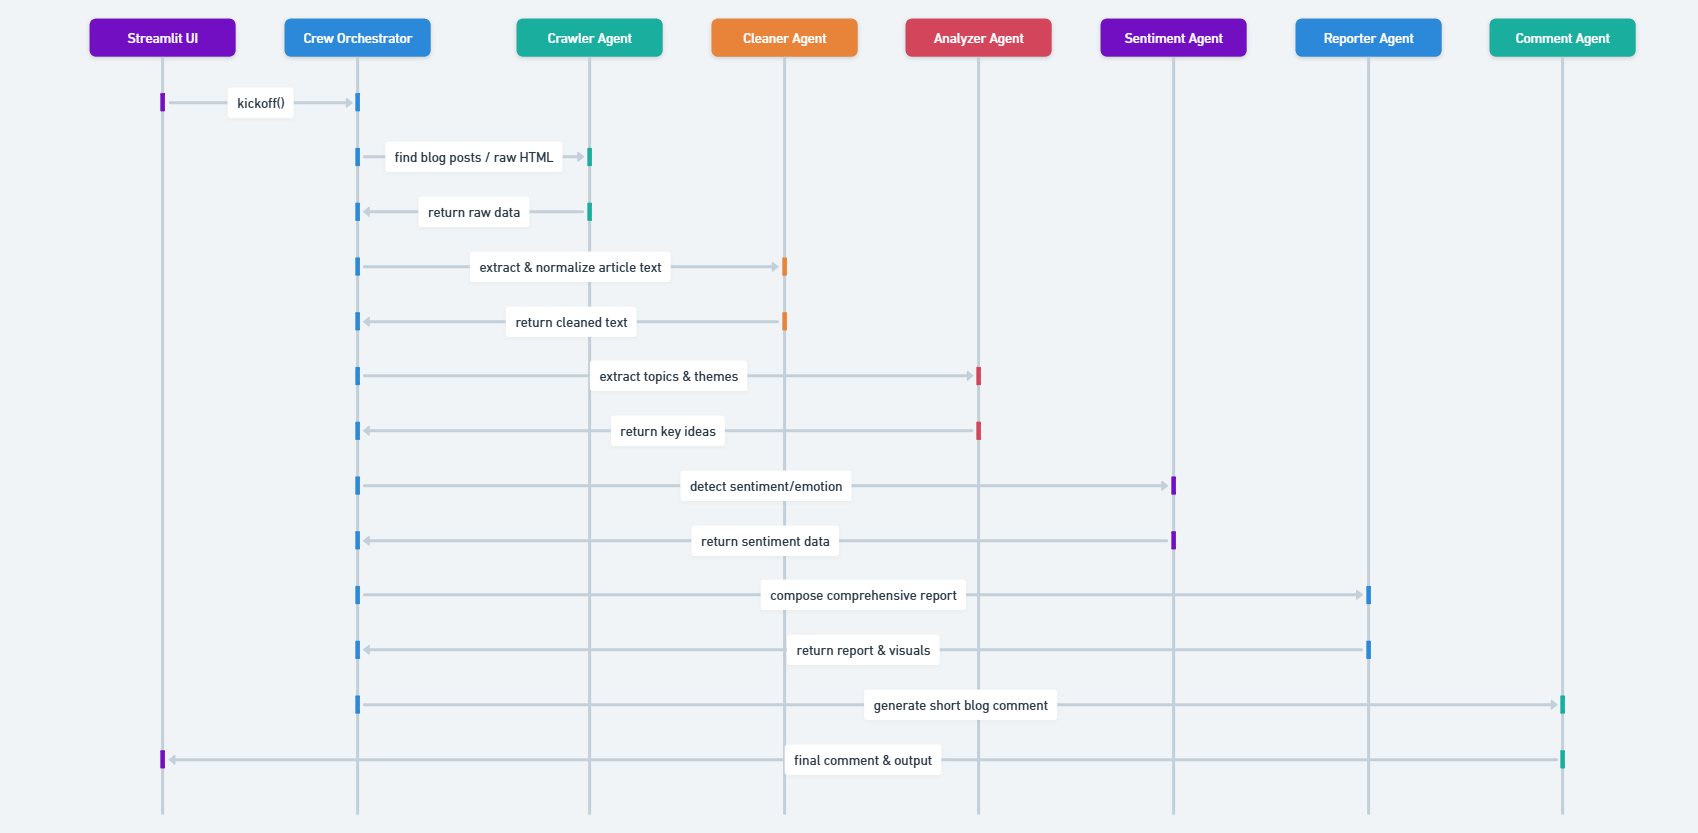 Streamlit UI
Crew Orchestrator
Crawler Agent
Cleaner Agent
Analyzer Agent
Sentiment Agent
Reporter Agent
Comment Agent
kickoff()
find blog posts / raw HTML
return raw data
extract & normalize article text
return cleaned text
extract topics & themes
return key ideas
detect sentiment/emotion
return sentiment data
compose comprehensive report
return report & visuals
generate short blog comment
final comment & output